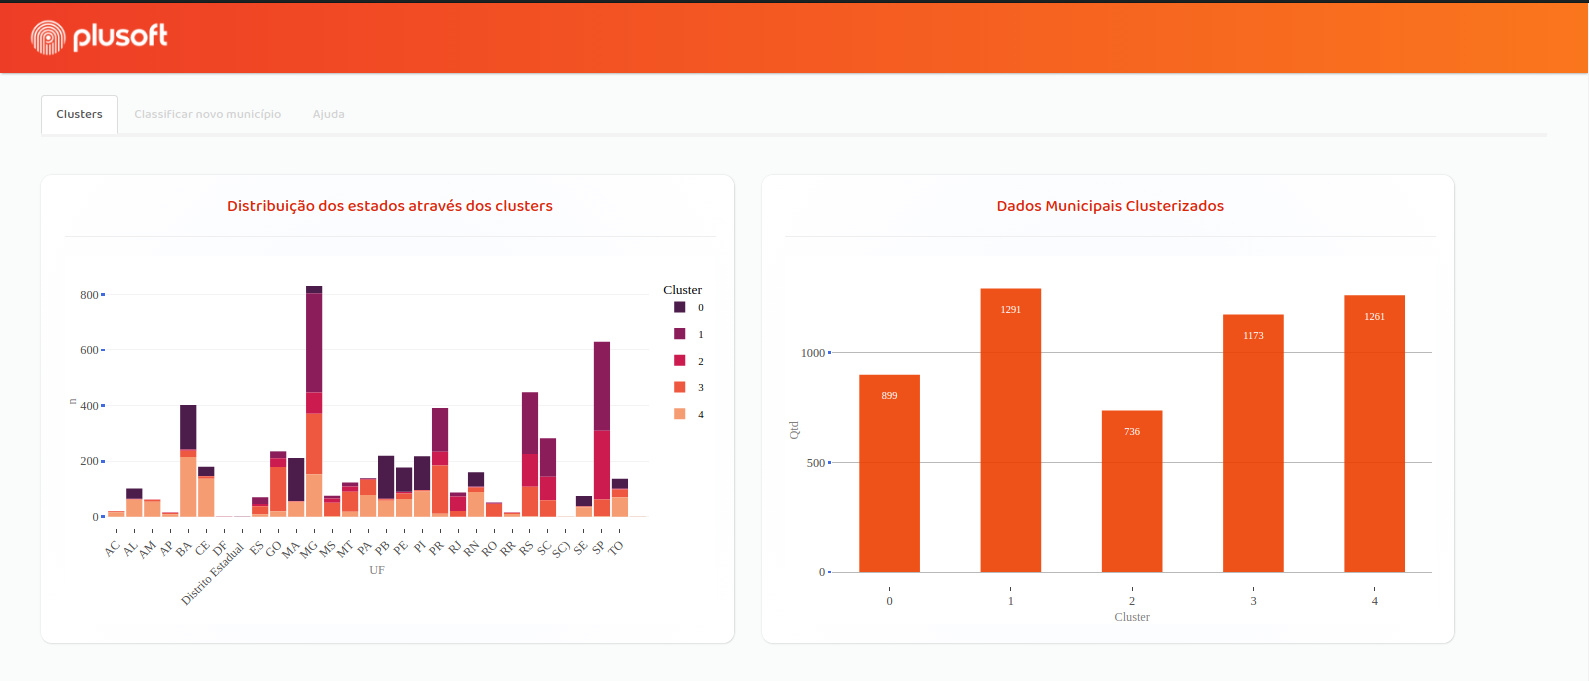 plusoft
Clusters
Classificar novo município
Ajuda
Distribuição dos estados através dos clusters
800
600
400
200
0
n
AC
AL
AM
AP
BA
CE
DF
Distrito Estadual
ES
GO
MA
MG
MS
MT
PA
PB
PE
PI
PR
RJ
RN
RO
RR
RS
SC
SC)
SE
SP
TO
UF
Cluster
0
1
2
3
4
Dados Municipais Clusterizados
1000
500
0
Qtd
899
1291
736
1173
1261
0
1
2
3
4
Cluster